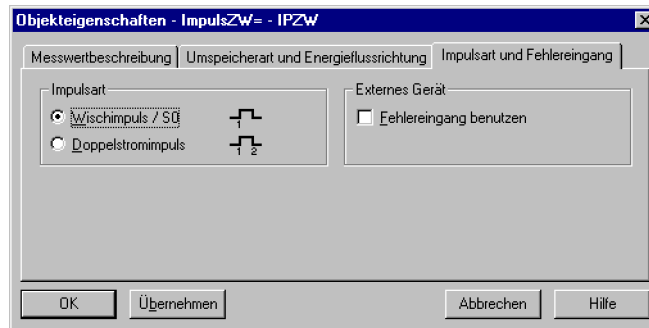 Objekteigenschaften - ImpulsZW= - IPZW
Messwertbeschreibung Umspeicherart und Energieflussrichtung Impulsart und Fehlereingang
Impulsart
Wischimpuls / S0
1
Doppelstromimpuls
1 2
Externes Gerät
Fehlereingang benutzen
OK Übernehmen Abbrechen Hilfe